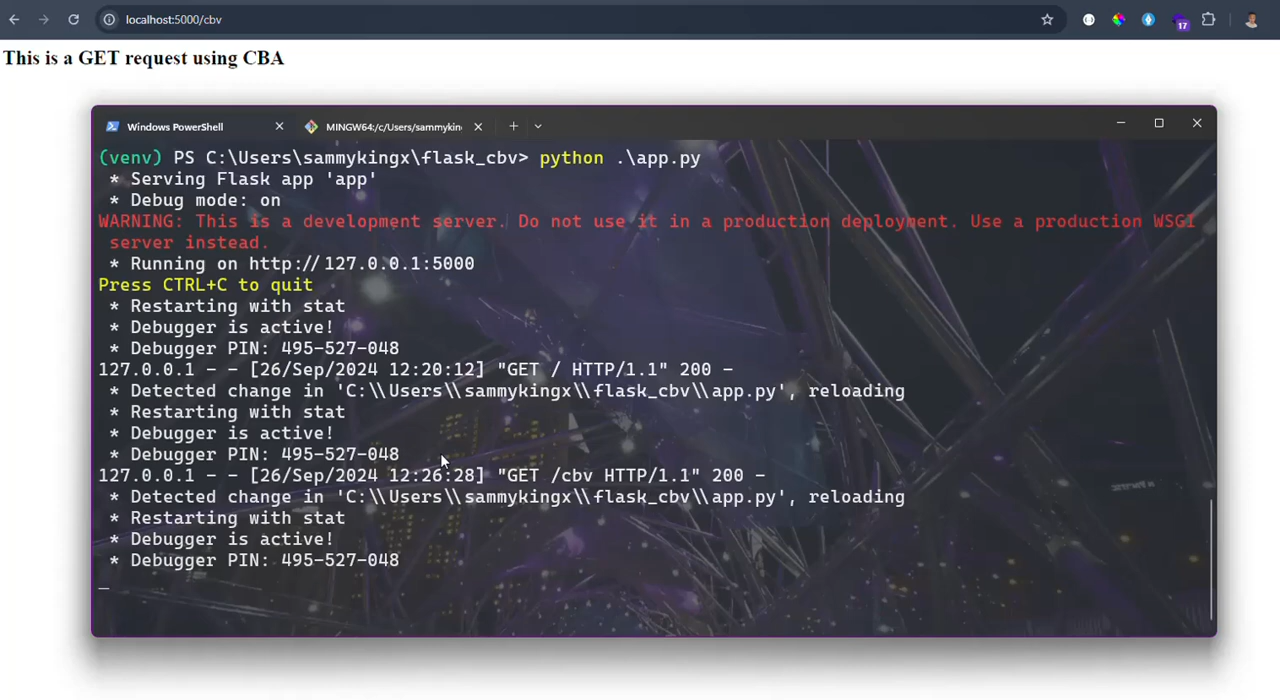 localhost:5000/cbv
17
This is a GET request using CBA
Windows PowerShell
MINGW64:/c/Users/sammykin
(venv) PS C:\Users\sammykingx\flask_cbv> python .\app.py
 * Serving Flask app 'app'
 * Debug mode: on
WARNING: This is a development server. Do not use it in a production deployment. Use a production WSGI
 server instead.
 * Running on http://127.0.0.1:5000
Press CTRL+C to quit
 * Restarting with stat
 * Debugger is active!
 * Debugger PIN: 495-527-048
127.0.0.1 - - [26/Sep/2024 12:20:12] "GET / HTTP/1.1" 200 -
 * Detected change in 'C:\\Users\\sammykingx\\flask_cbv\\app.py', reloading
 * Restarting with stat
 * Debugger is active!
 * Debugger PIN: 495-527-048
127.0.0.1 - - [26/Sep/2024 12:26:28] "GET /cbv HTTP/1.1" 200 -
 * Detected change in 'C:\\Users\\sammykingx\\flask_cbv\\app.py', reloading
 * Restarting with stat
 * Debugger is active!
 * Debugger PIN: 495-527-048